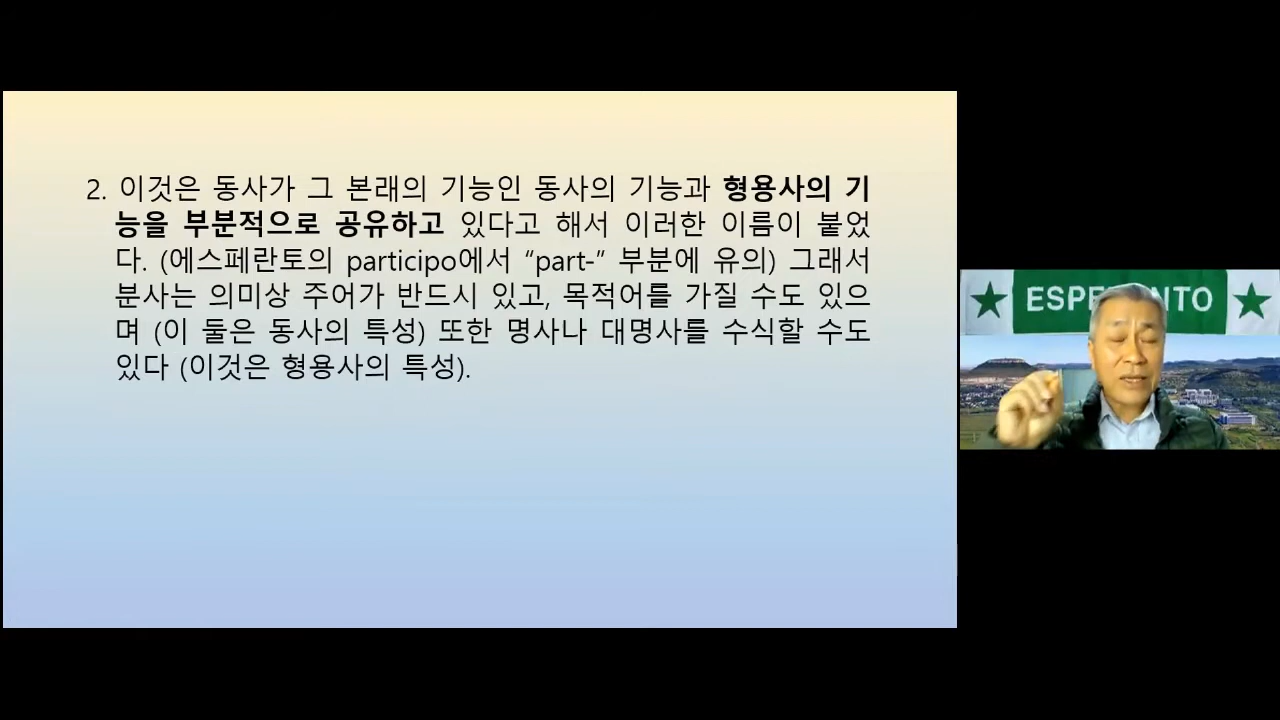 2. 이것은 동사가 그 본래의 기능인 동사의 기능과 형용사의 기
능을 부분적으로 공유하고 있다고 해서 이러한 이름이 붙었
다. (에스페란토의 participo에서 “part-” 부분에 유의) 그래서
분사는 의미상 주어가 반드시 있고, 목적어를 가질 수도 있으
며 (이 둘은 동사의 특성) 또한 명사나 대명사를 수식할 수도
있다 (이것은 형용사의 특성).